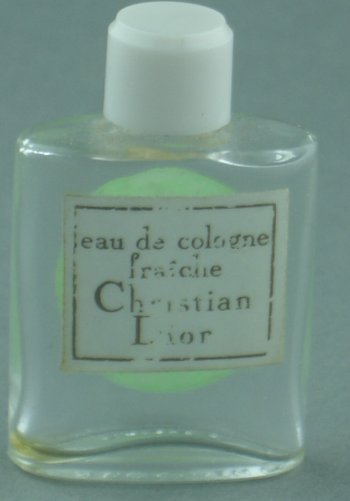 eau de cologne
fraîche
Christian
Dior